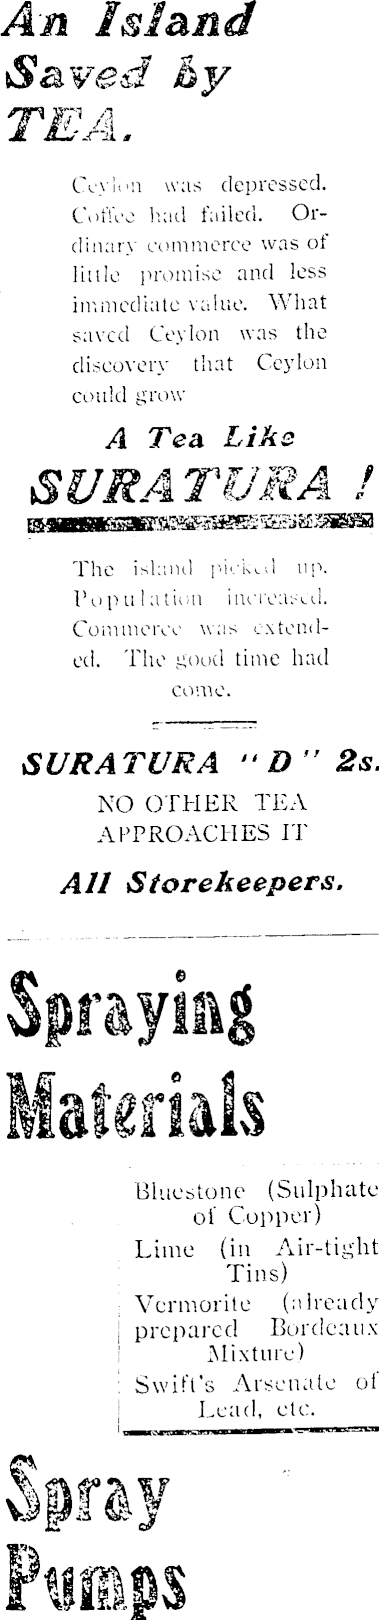 An Island
Saved by
TEA.
Ceylon was depressed.
Coffee had failed. Or-
dinary commerce was of
little promise and less
immediate value. What
saved Ceylon was the
discovery that Ceylon
could grow
A Tea Like
SURATURA !
The island picked up.
Population increased.
Commerce was extend-
ed. The good time had
come.
SURATURA "D" 2s.
NO OTHER TEA
APPROACHES IT
All Storekeepers.
Spraying
Materials
Bluestone (Sulphate
of Copper)
Lime (in Air-tight
Tins)
Vermorite (already
prepared Bordeaux
Mixture)
Swift's Arsenate of
Lead, etc.
Spray
Pumps